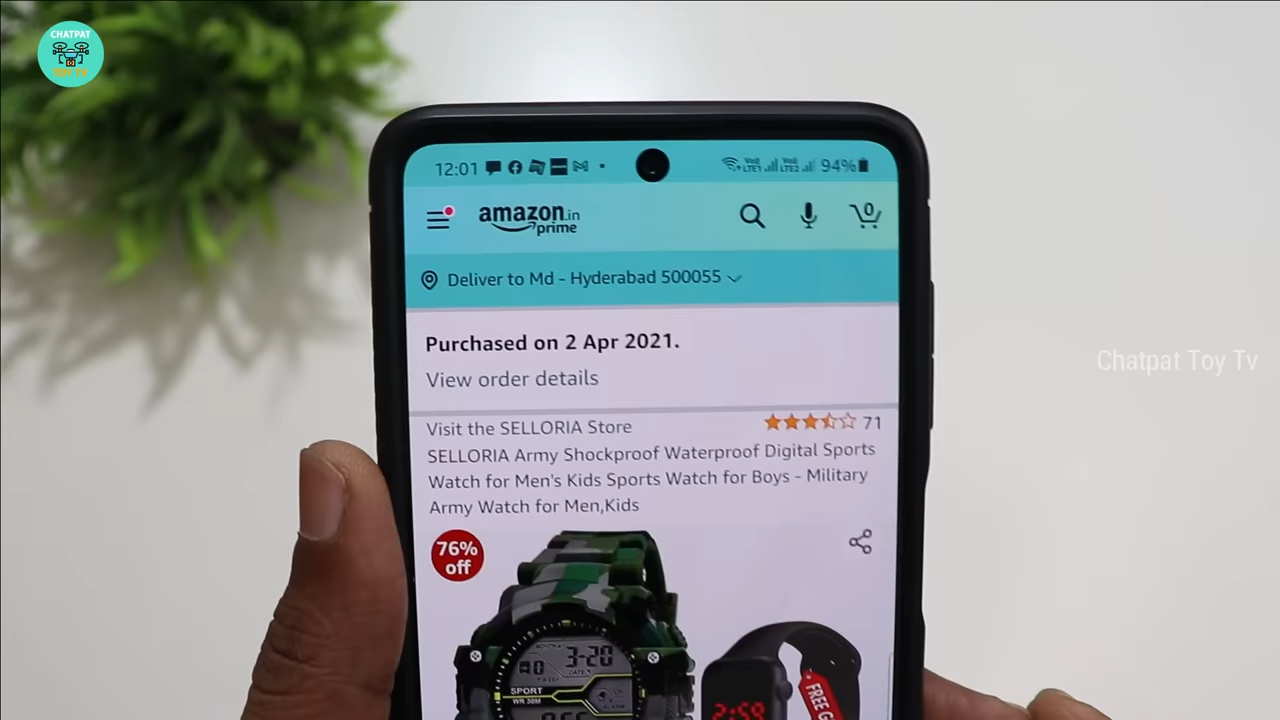 CHATPAT
TOY TV
12:01
94%
amazon.in
prime
0
Deliver to Md - Hyderabad 500055
Purchased on 2 Apr 2021.
View order details
Chatpat Toy Tv
Visit the SELLORIA Store
71
SELLORIA Army Shockproof Waterproof Digital Sports
Watch for Men's Kids Sports Watch for Boys - Military
Army Watch for Men,Kids
76%
off
3-20
SPORT
WR 30M
2:59
FREE